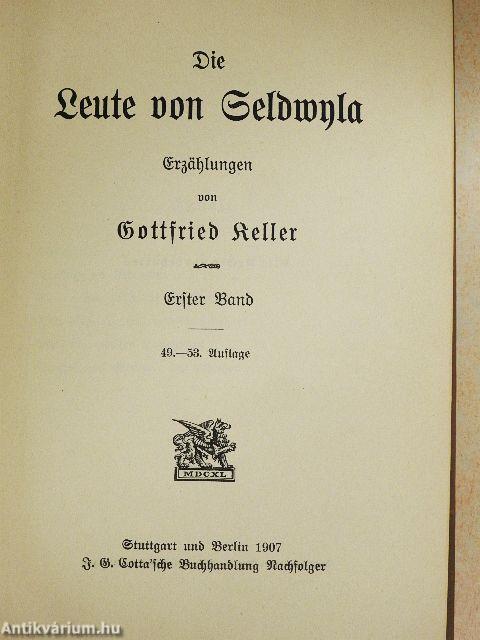 Die
Leute von Seldwyla
Erzählungen
von
Gottfried Keller
Erster Band
49.—53. Auflage
MDCXL
Stuttgart und Berlin 1907
J. G. Cotta'sche Buchhandlung Nachfolger
Antikvárium.hu